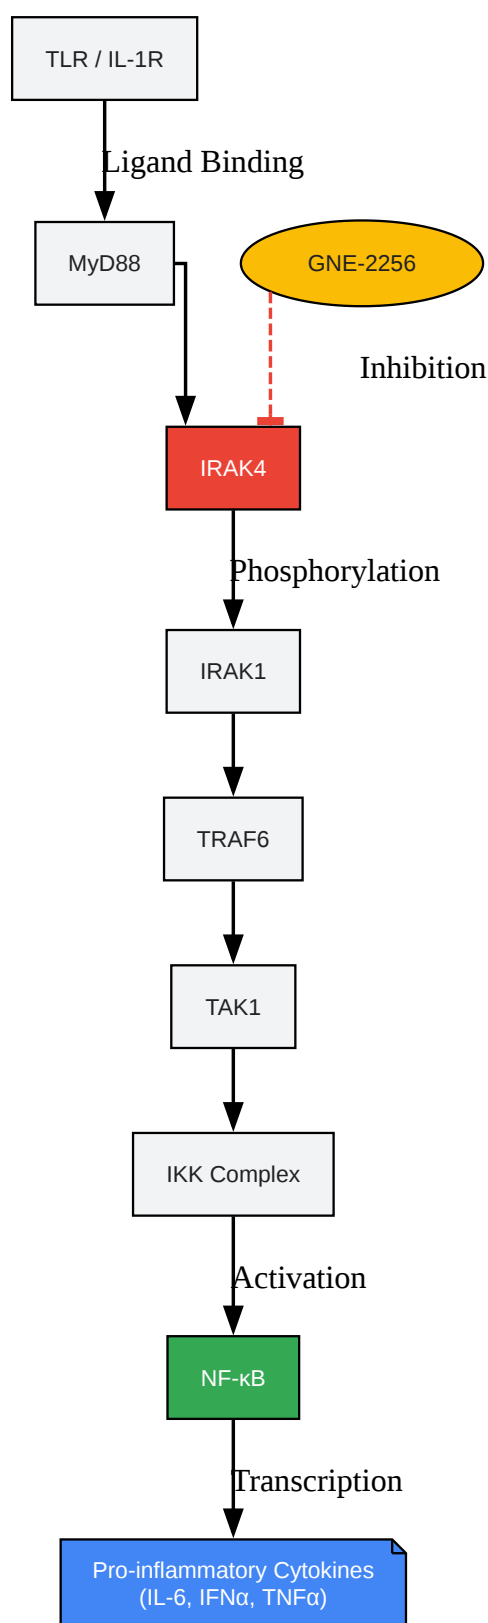 TLR / IL-1R
Ligand Binding
MyD88
GNE-2256
Inhibition
IRAK4
Phosphorylation
IRAK1
TRAF6
TAK1
IKK Complex
Activation
NF-κB
Transcription
Pro-inflammatory Cytokines
(IL-6, IFNα, TNFα)